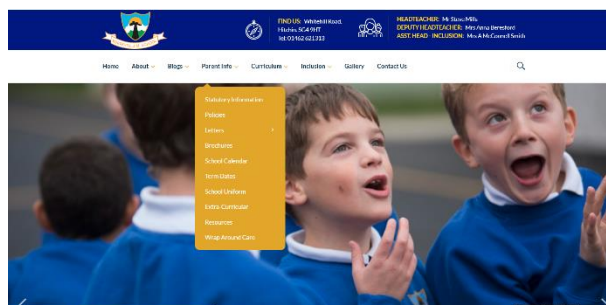 FIND US: Whitehill Road,
Hitchin SG4 9HT
Tel: 01462 621313
HEADTEACHER: Mr Steve Mills
DEPUTY HEADTEACHER: Mrs Anna Beresford
ASST. HEAD - INCLUSION: Mrs A McConnell Smith
Home About Blogs Parent Info Curriculum Inclusion Gallery Contact Us
Statutory Information
Policies
Letters
Brochures
School Calendar
Term Dates
School Uniform
Extra-Curricular
Resources
Wrap Around Care